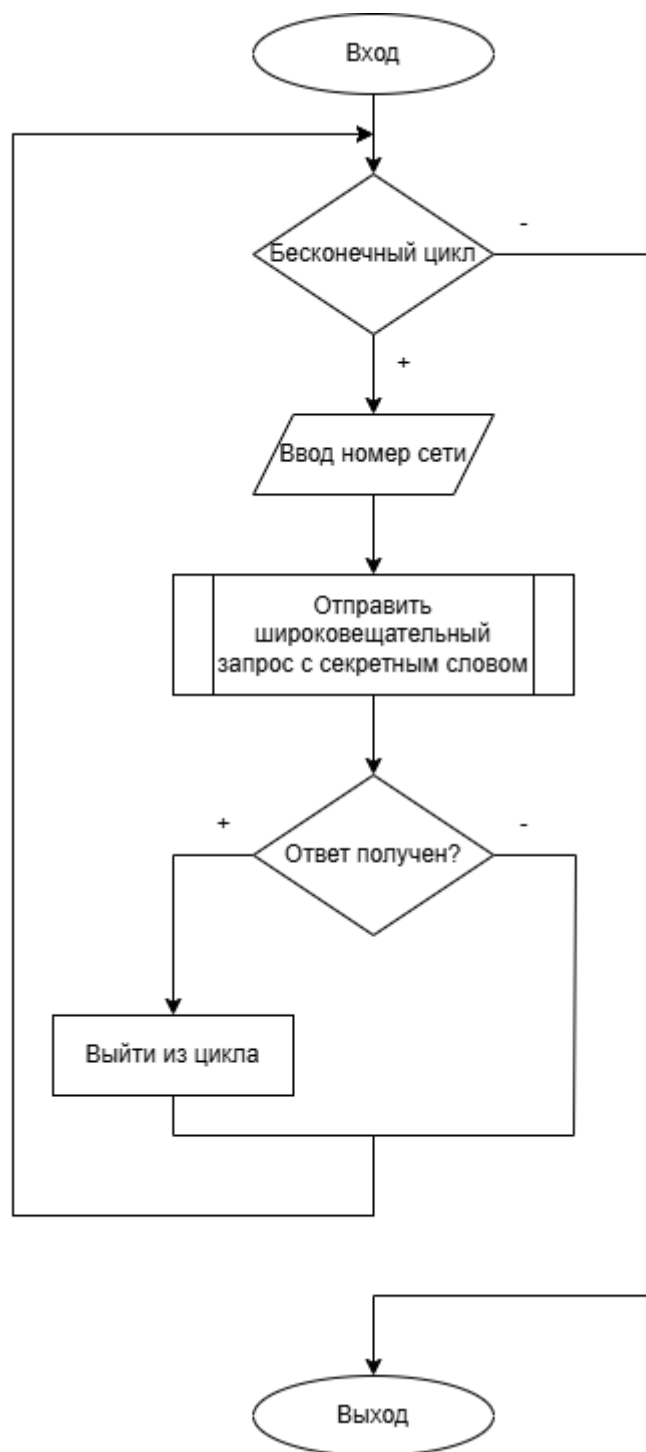 Вход
Бесконечный цикл
-
+
Ввод номер сети
Отправить
широковещательный
запрос с секретным словом
+
-
Ответ получен?
Выйти из цикла
Выход